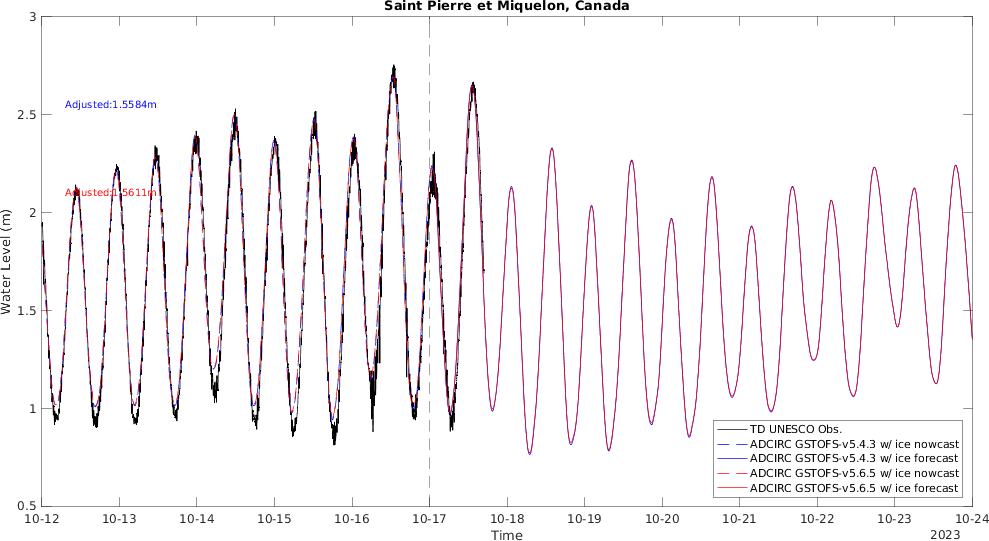 Saint Pierre et Miquelon, Canada
3
2.5
2
1.5
1
0.5
Water Level (m)
Adjusted:1.5584m
Adjusted:1.5611m
TD UNESCO Obs.
ADCIRC GSTOFS-v5.4.3 w/ ice nowcast
ADCIRC GSTOFS-v5.4.3 w/ ice forecast
ADCIRC GSTOFS-v5.6.5 w/ ice nowcast
ADCIRC GSTOFS-v5.6.5 w/ ice forecast
10-12 10-13 10-14 10-15 10-16 10-17 10-18 10-19 10-20 10-21 10-22 10-23 10-24
Time
2023